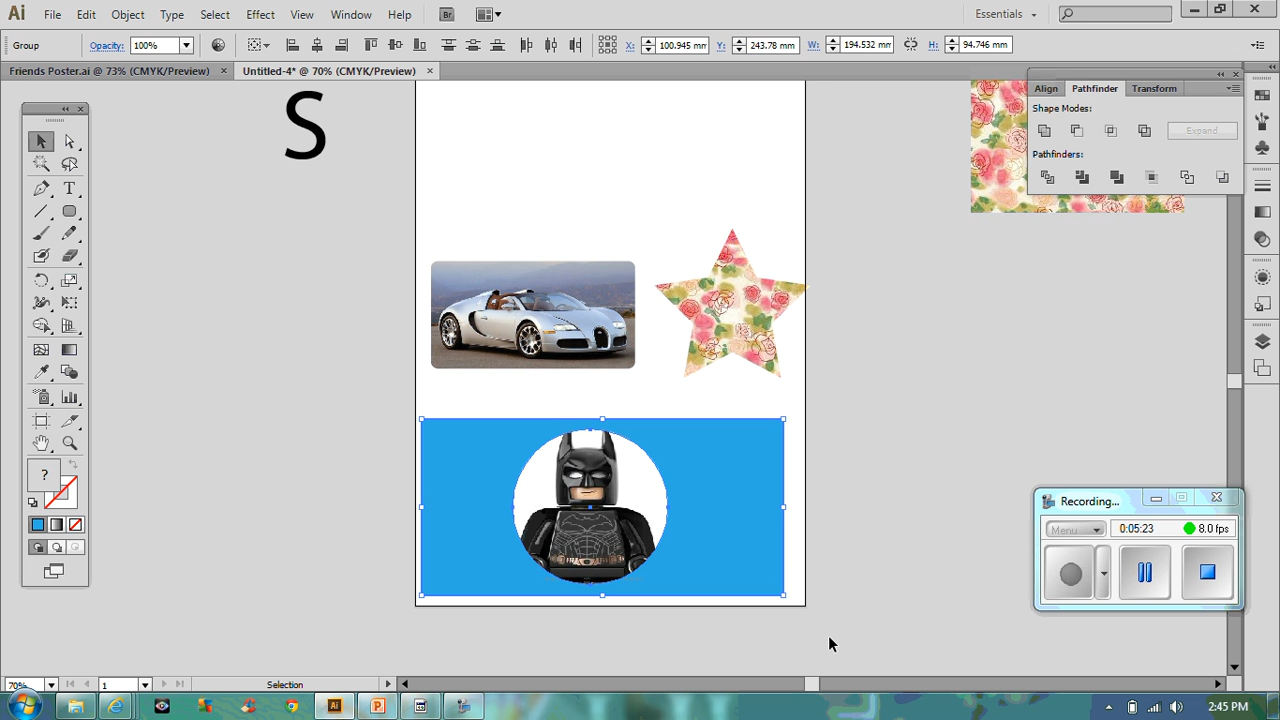 Ai File Edit Object Type Select Effect View Window Help Br Essentials
Group Opacity: 100% X: 100.945 mm Y: 243.78 mm W: 194.532 mm H: 94.746 mm
Friends Poster.ai @ 73% (CMYK/Preview) × Untitled-4* @ 70% (CMYK/Preview) ×
S
Align Pathfinder Transform
Shape Modes:
Expand
Pathfinders:
T
?
Recording...
Menu 0:05:23 8.0 fps
70% 1 Selection
Ai P 2:45 PM